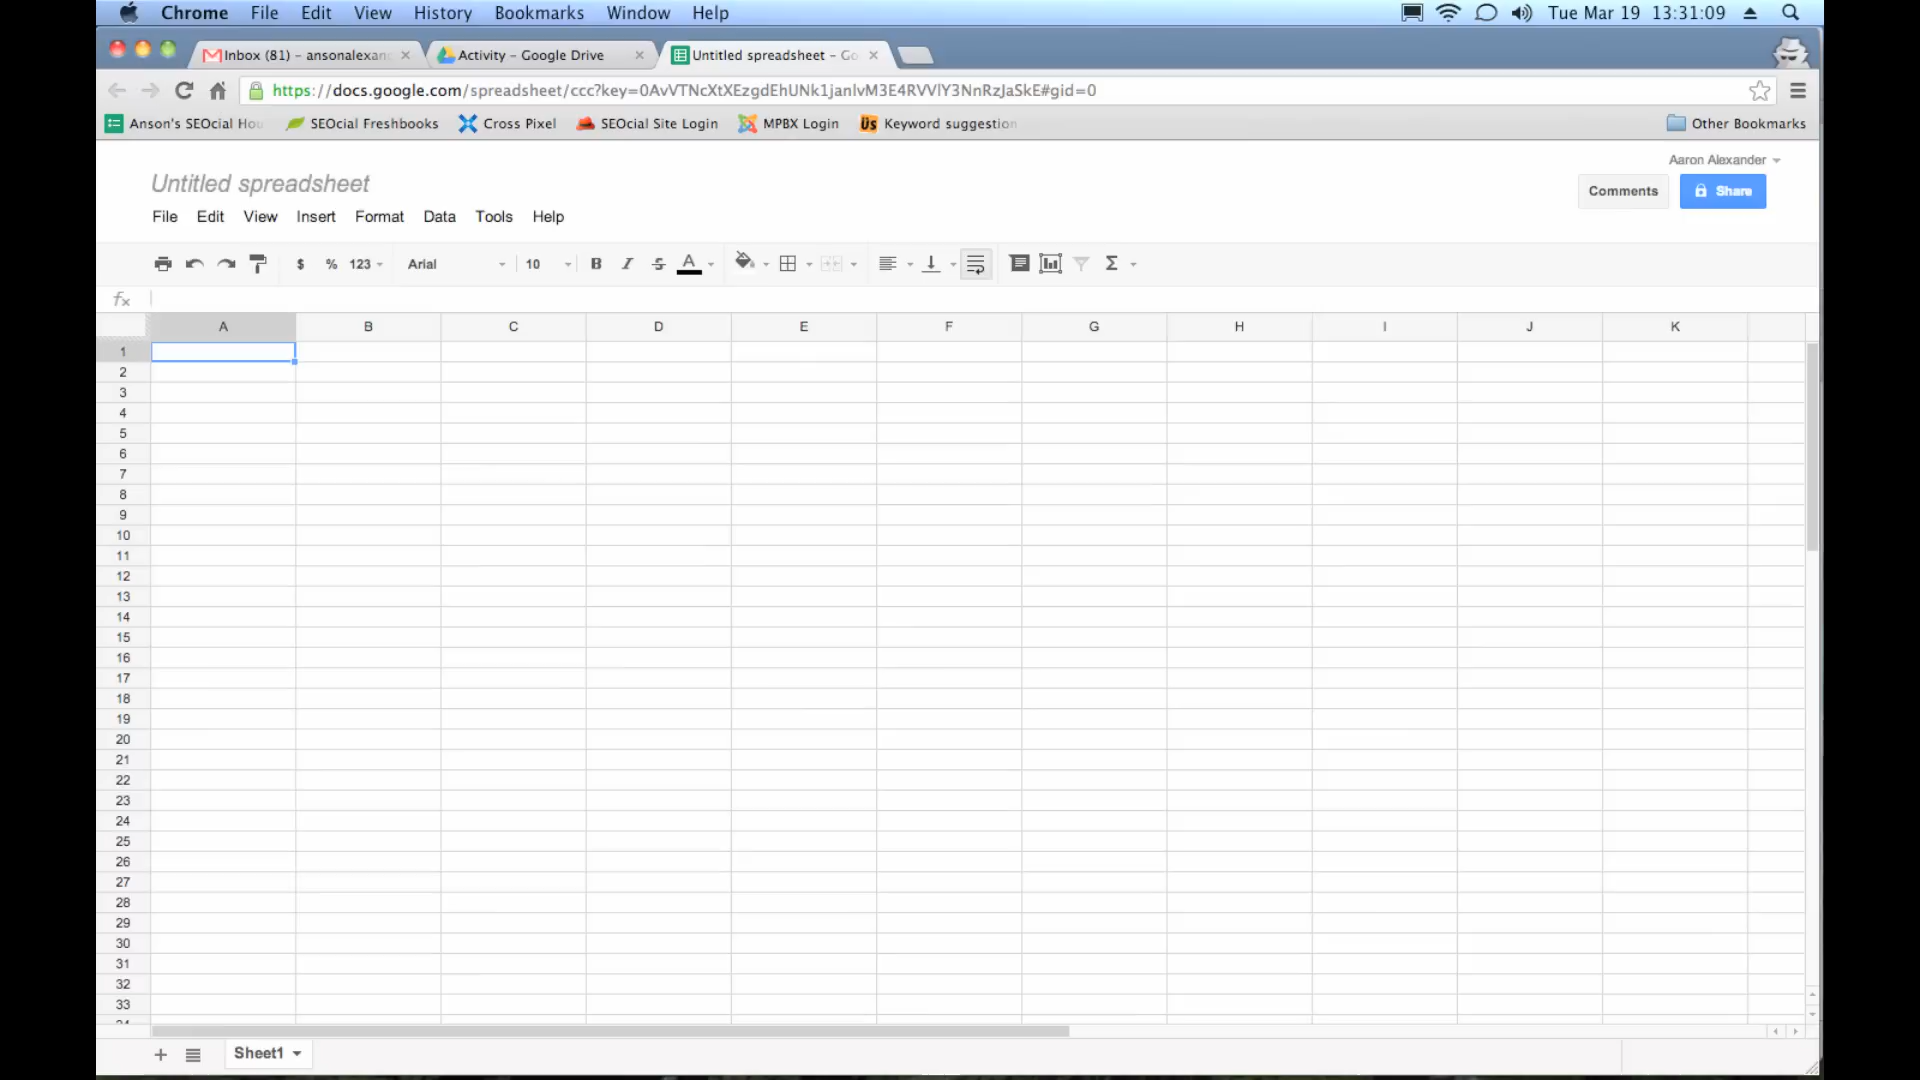 Chrome File Edit View History Bookmarks Window Help Tue Mar 19 13:31:09
Inbox (81) – ansonalexan Activity – Google Drive Untitled spreadsheet – Go
https://docs.google.com/spreadsheet/ccc?key=0AvVTNcXtXEzgdEhUNk1janlvM3E4RVVlY3NnRzJaSkE#gid=0
Anson's SEOcial Hou SEOcial Freshbooks Cross Pixel SEOcial Site Login MPBX Login Us Keyword suggestion Other Bookmarks
Aaron Alexander
Untitled spreadsheet
Comments Share
File Edit View Insert Format Data Tools Help
$ % 123 Arial 10 B I S A Σ
fx
A B C D E F G H I J K
1
2
3
4
5
6
7
8
9
10
11
12
13
14
15
16
17
18
19
20
21
22
23
24
25
26
27
28
29
30
31
32
33
34
+ Sheet1